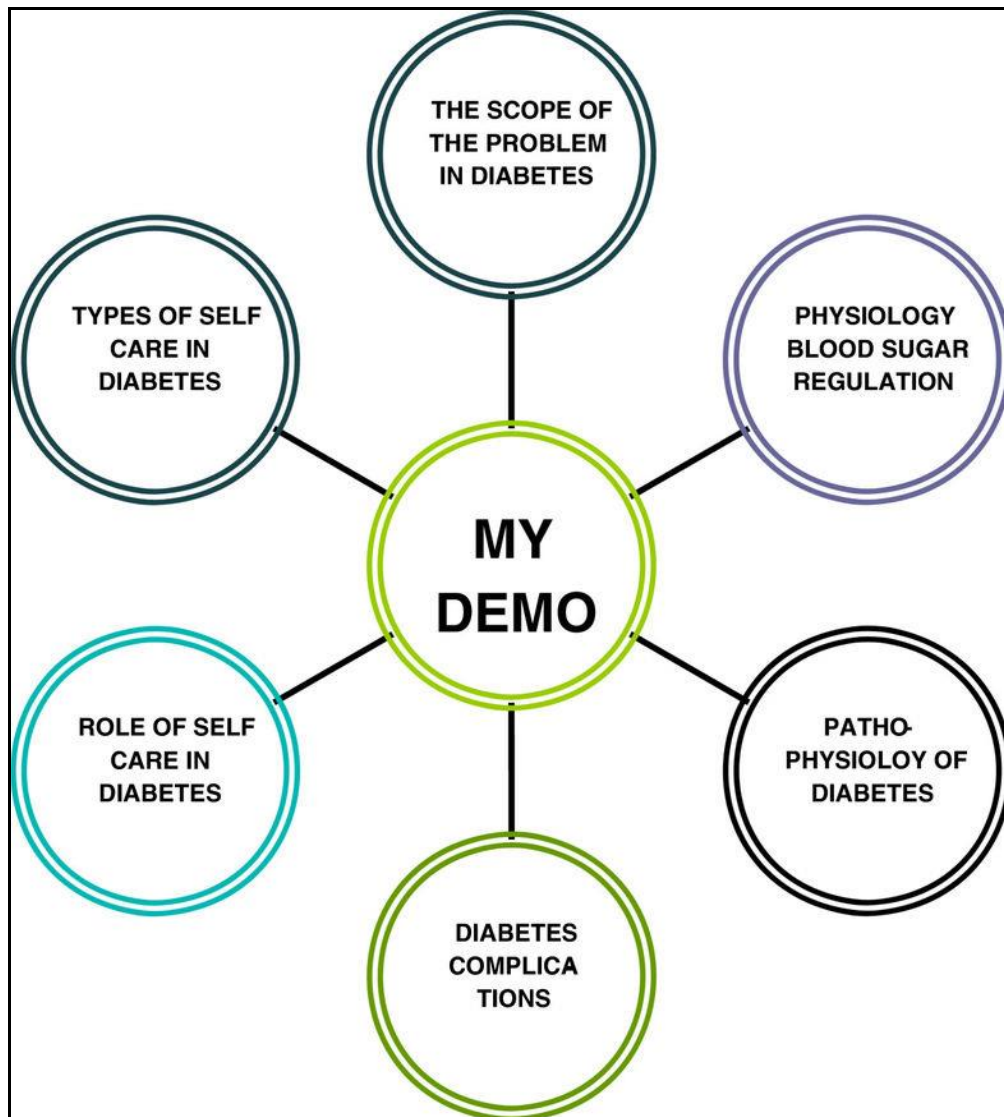 THE SCOPE OF
THE PROBLEM
IN DIABETES
TYPES OF SELF
CARE IN
DIABETES
PHYSIOLOGY
BLOOD SUGAR
REGULATION
MY
DEMO
ROLE OF SELF
CARE IN
DIABETES
PATHO-
PHYSIOLOY OF
DIABETES
DIABETES
COMPLICA
TIONS